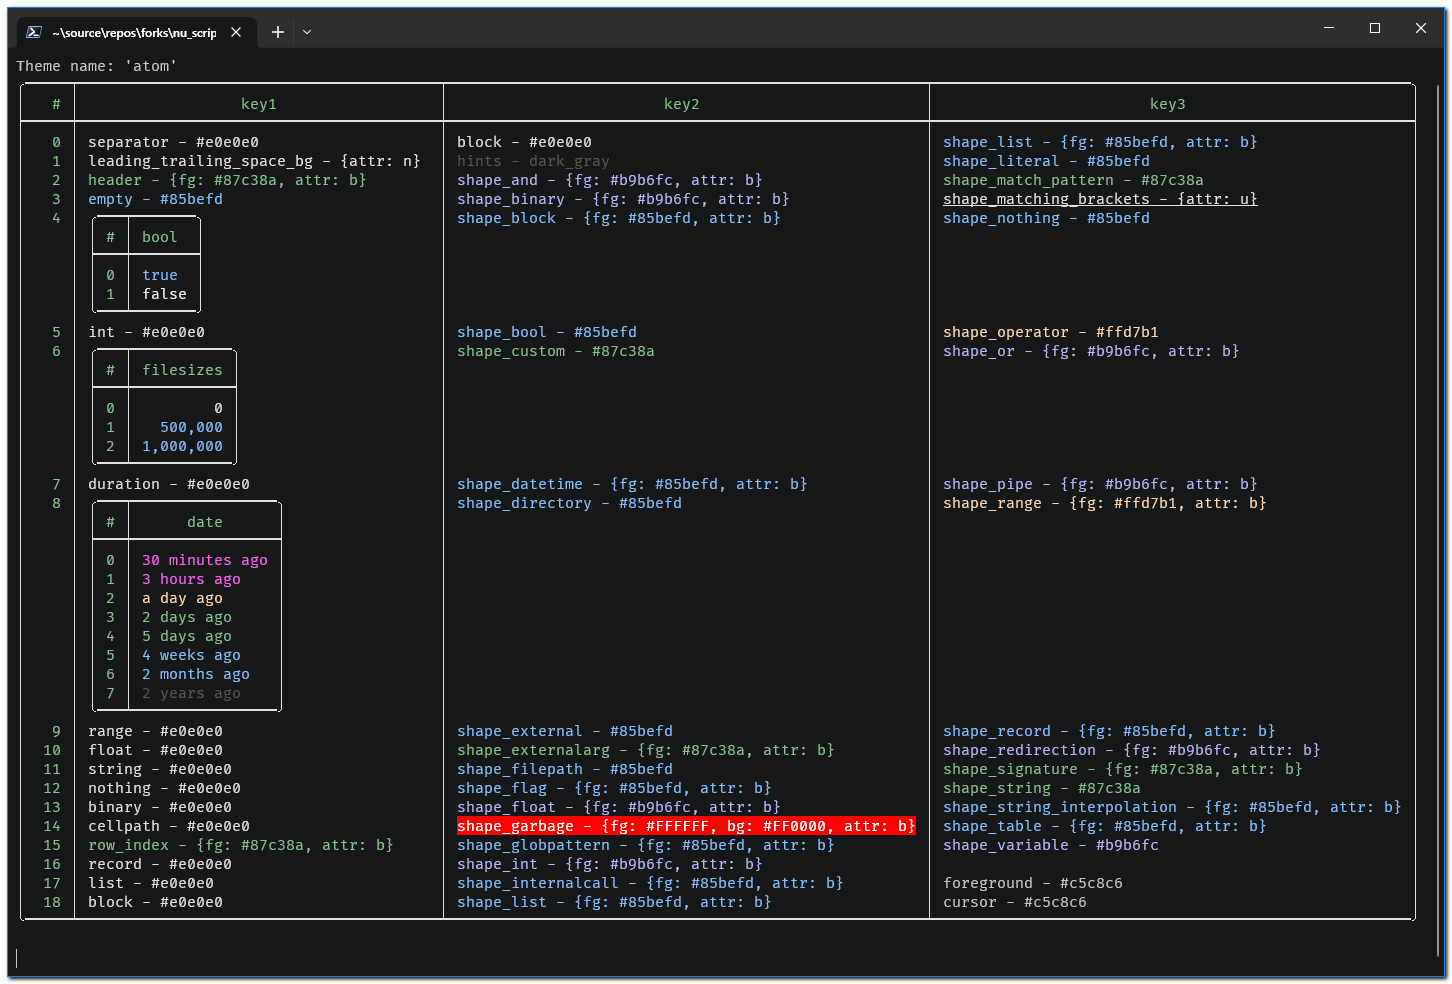 ~\source\repos\forks\nu_scrip
Theme name: 'atom'
# key1 key2 key3
0 separator - #e0e0e0 block - #e0e0e0 shape_list - {fg: #85befd, attr: b}
1 leading_trailing_space_bg - {attr: n} hints - dark_gray shape_literal - #85befd
2 header - {fg: #87c38a, attr: b} shape_and - {fg: #b9b6fc, attr: b} shape_match_pattern - #87c38a
3 empty - #85befd shape_binary - {fg: #b9b6fc, attr: b} shape_matching_brackets - {attr: u}
4 shape_block - {fg: #85befd, attr: b} shape_nothing - #85befd
# bool
0 true
1 false
5 int - #e0e0e0 shape_bool - #85befd shape_operator - #ffd7b1
6 shape_custom - #87c38a shape_or - {fg: #b9b6fc, attr: b}
# filesizes
0 0
1 500,000
2 1,000,000
7 duration - #e0e0e0 shape_datetime - {fg: #85befd, attr: b} shape_pipe - {fg: #b9b6fc, attr: b}
8 shape_directory - #85befd shape_range - {fg: #ffd7b1, attr: b}
# date
0 30 minutes ago
1 3 hours ago
2 a day ago
3 2 days ago
4 5 days ago
5 4 weeks ago
6 2 months ago
7 2 years ago
9 range - #e0e0e0 shape_external - #85befd shape_record - {fg: #85befd, attr: b}
10 float - #e0e0e0 shape_externalarg - {fg: #87c38a, attr: b} shape_redirection - {fg: #b9b6fc, attr: b}
11 string - #e0e0e0 shape_filepath - #85befd shape_signature - {fg: #87c38a, attr: b}
12 nothing - #e0e0e0 shape_flag - {fg: #85befd, attr: b} shape_string - #87c38a
13 binary - #e0e0e0 shape_float - {fg: #b9b6fc, attr: b} shape_string_interpolation - {fg: #85befd, attr: b}
14 cellpath - #e0e0e0 shape_garbage - {fg: #FFFFFF, bg: #FF0000, attr: b} shape_table - {fg: #85befd, attr: b}
15 row_index - {fg: #87c38a, attr: b} shape_globpattern - {fg: #85befd, attr: b} shape_variable - #b9b6fc
16 record - #e0e0e0 shape_int - {fg: #b9b6fc, attr: b}
17 list - #e0e0e0 shape_internalcall - {fg: #85befd, attr: b} foreground - #c5c8c6
18 block - #e0e0e0 shape_list - {fg: #85befd, attr: b} cursor - #c5c8c6